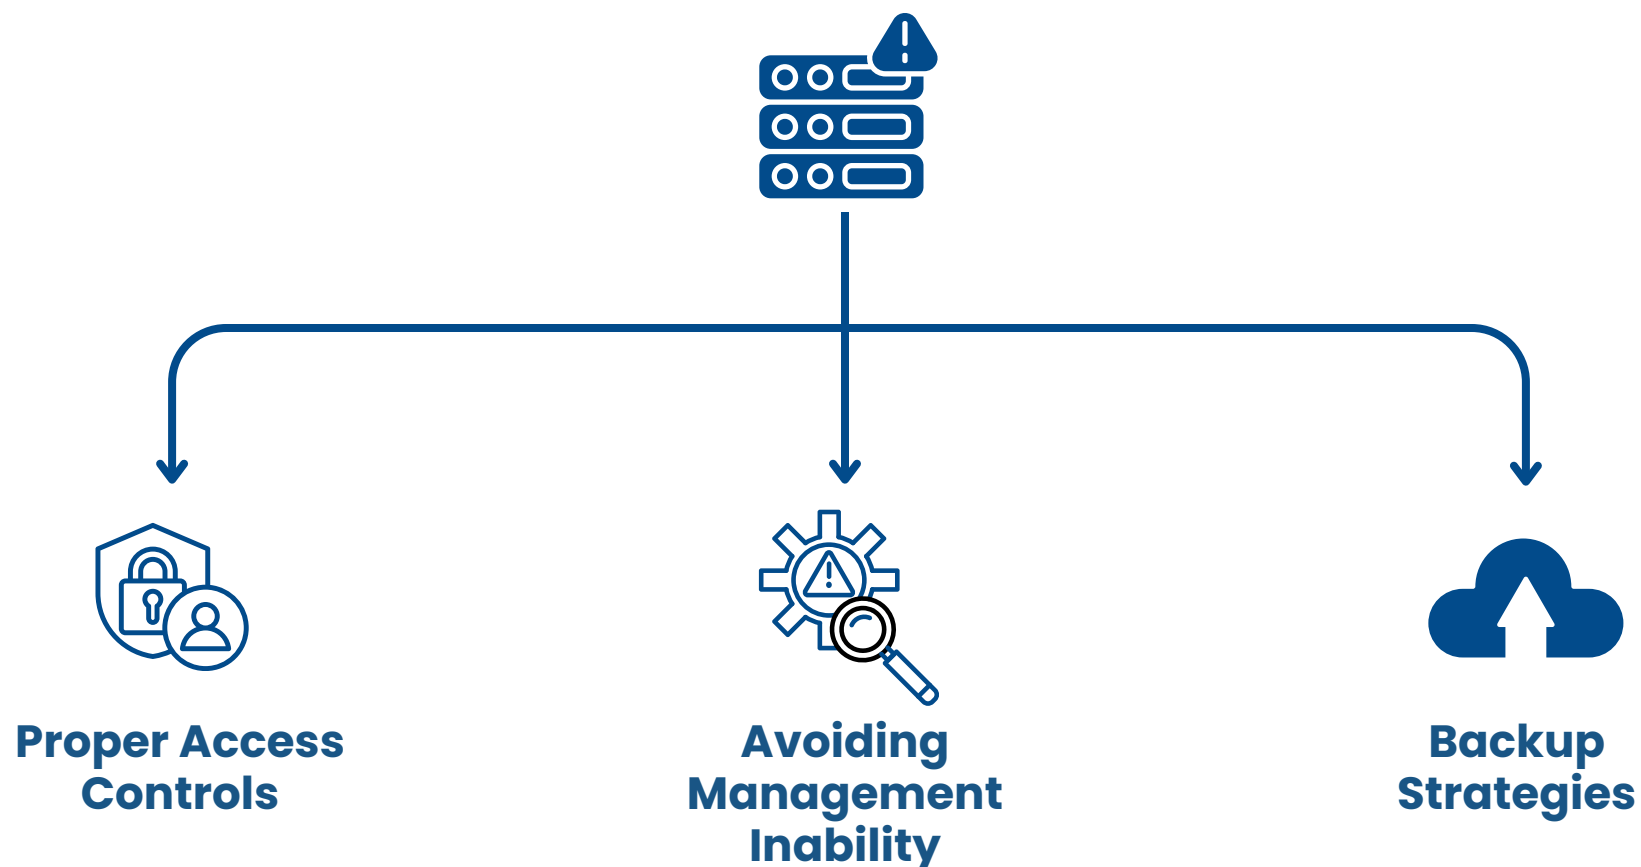 Proper Access
Controls
Avoiding
Management
Inability
Backup
Strategies